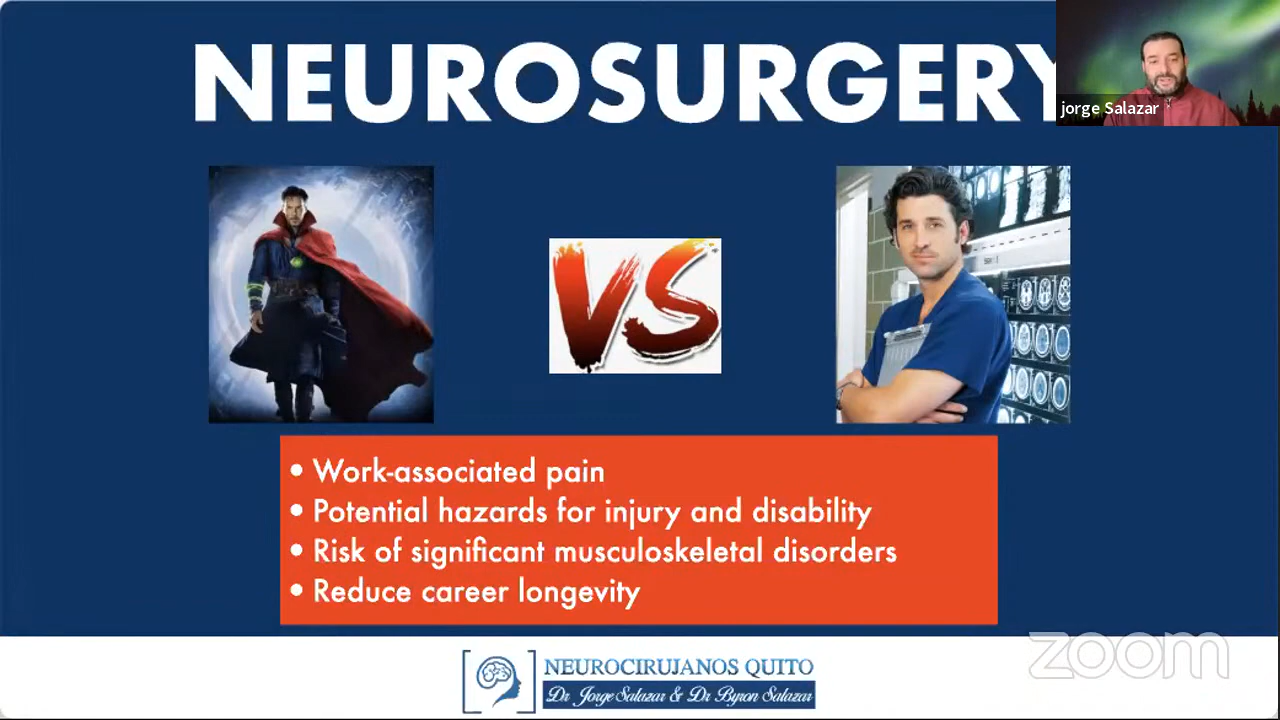 NEUROSURGERY
jorge Salazar
VS
• Work-associated pain
• Potential hazards for injury and disability
• Risk of significant musculoskeletal disorders
• Reduce career longevity
NEUROCIRUJANOS QUITO
Dr Jorge Salazar & Dr Byron Salazar
zoom